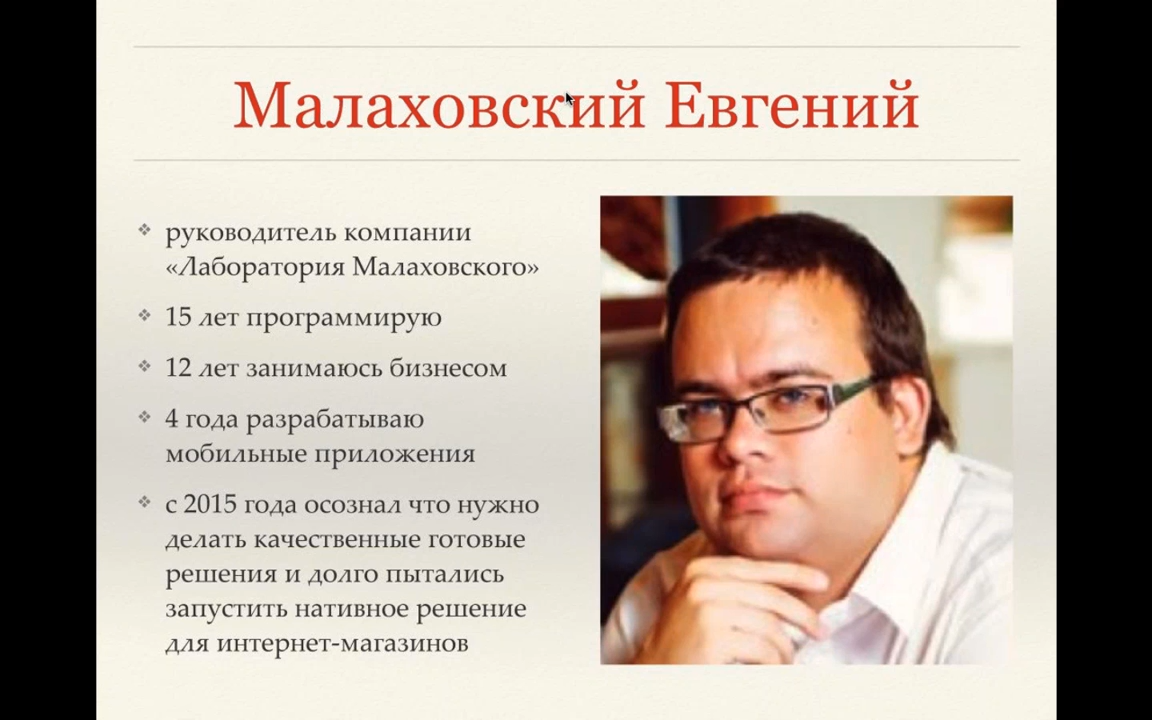 Малаховский Евгений
руководитель компании
«Лаборатория Малаховского»
15 лет программирую
12 лет занимаюсь бизнесом
4 года разрабатываю
мобильные приложения
с 2015 года осознал что нужно
делать качественные готовые
решения и долго пытались
запустить нативное решение
для интернет-магазинов